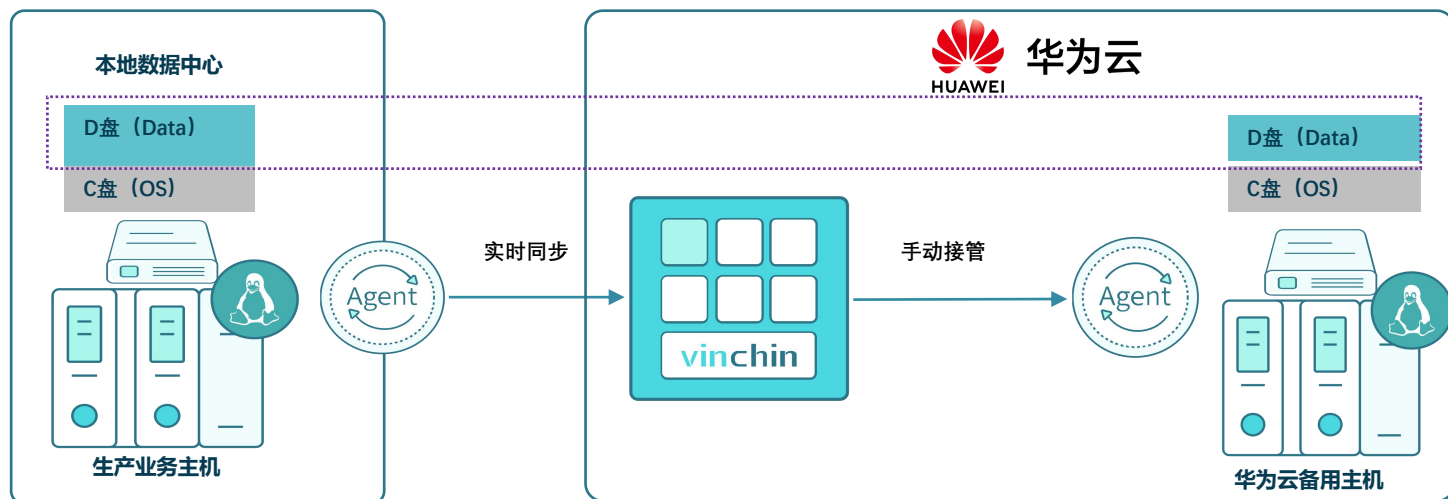 本地数据中心
HUAWEI
华为云
D盘（Data）
C盘（OS）
D盘（Data）
C盘（OS）
Agent
实时同步
vinchin
手动接管
Agent
生产业务主机
华为云备用主机